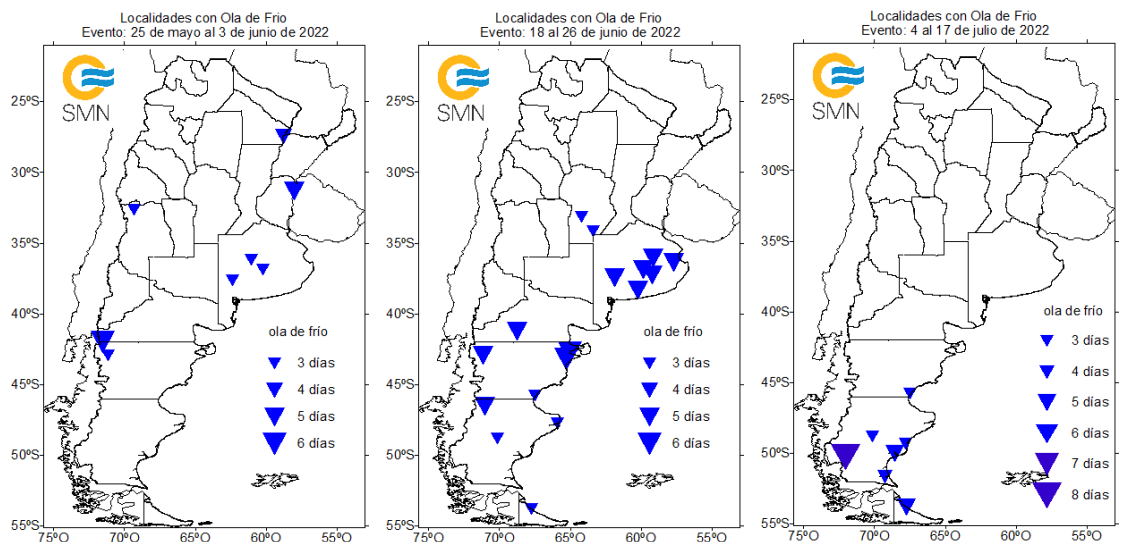 Localidades con Ola de Frio
Evento: 25 de mayo al 3 de junio de 2022
SMN
25ºS
30ºS
35ºS
40ºS
45ºS
50ºS
55ºS
75ºO
70ºO
65ºO
60ºO
55ºO
ola de frío
3 días
4 días
5 días
6 días
Localidades con Ola de Frio
Evento: 18 al 26 de junio de 2022
SMN
25ºS
30ºS
35ºS
40ºS
45ºS
50ºS
55ºS
75ºO
70ºO
65ºO
60ºO
55ºO
ola de frío
3 días
4 días
5 días
6 días
Localidades con Ola de Frio
Evento: 4 al 17 de julio de 2022
SMN
25ºS
30ºS
35ºS
40ºS
45ºS
50ºS
55ºS
75ºO
70ºO
65ºO
60ºO
55ºO
ola de frío
3 días
4 días
5 días
6 días
7 días
8 días